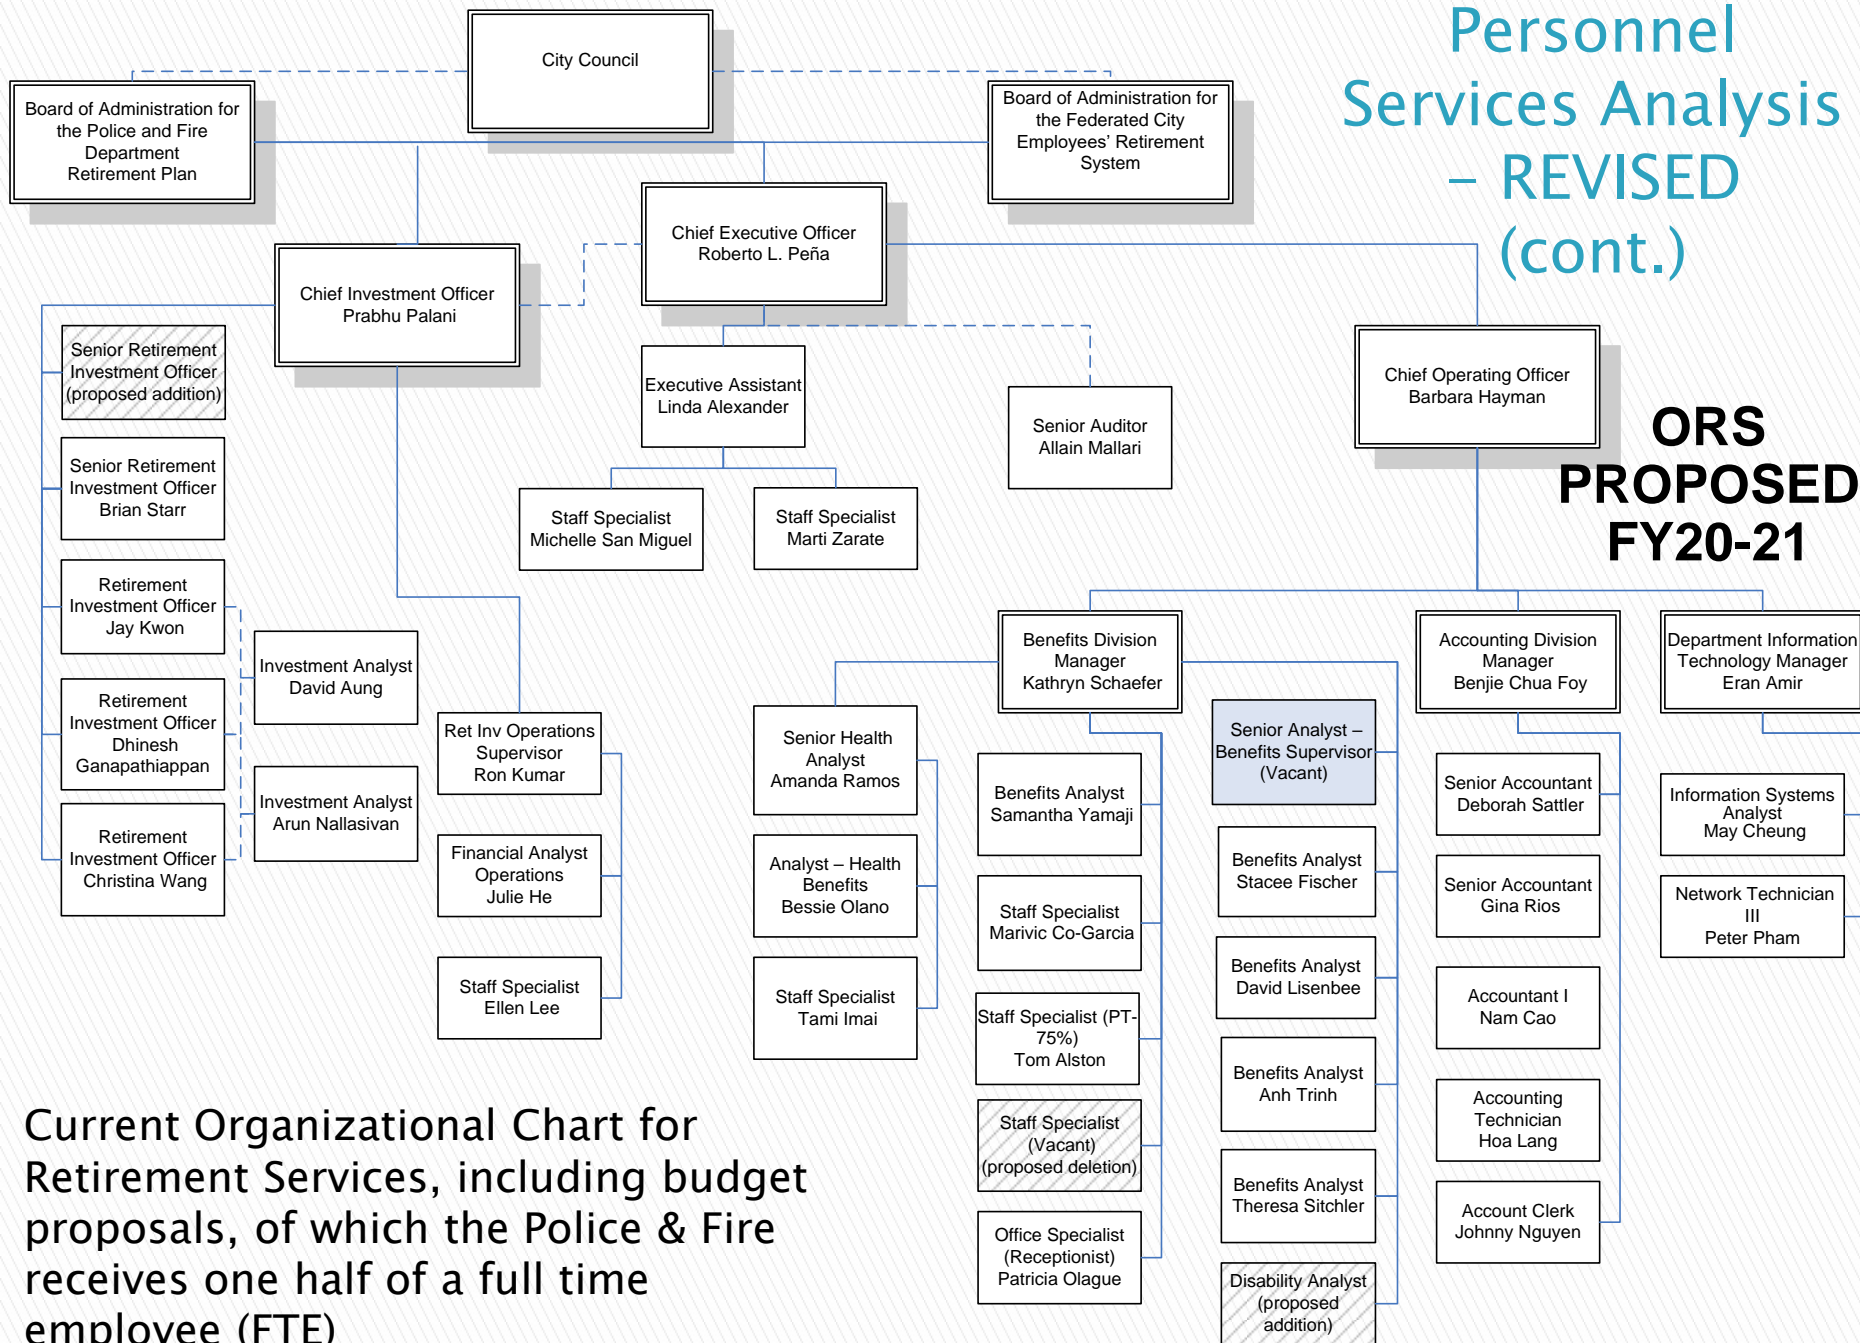 Personnel
Services Analysis
– REVISED
(cont.)
City Council
Board of Administration for
the Police and Fire
Department
Retirement Plan
Board of Administration for
the Federated City
Employees’ Retirement
System
Chief Executive Officer
Roberto L. Peña
Chief Investment Officer
Prabhu Palani
Chief Operating Officer
Barbara Hayman
ORS
PROPOSED
FY20-21
Executive Assistant
Linda Alexander
Senior Auditor
Allain Mallari
Staff Specialist
Michelle San Miguel
Staff Specialist
Marti Zarate
Senior Retirement
Investment Officer
(proposed addition)
Senior Retirement
Investment Officer
Brian Starr
Retirement
Investment Officer
Jay Kwon
Retirement
Investment Officer
Dhinesh
Ganapathiappan
Retirement
Investment Officer
Christina Wang
Investment Analyst
David Aung
Investment Analyst
Arun Nallasivan
Ret Inv Operations
Supervisor
Ron Kumar
Financial Analyst
Operations
Julie He
Staff Specialist
Ellen Lee
Benefits Division
Manager
Kathryn Schaefer
Accounting Division
Manager
Benjie Chua Foy
Department Information
Technology Manager
Eran Amir
Senior Health
Analyst
Amanda Ramos
Analyst – Health
Benefits
Bessie Olano
Staff Specialist
Tami Imai
Benefits Analyst
Samantha Yamaji
Staff Specialist
Marivic Co-Garcia
Staff Specialist (PT-
75%)
Tom Alston
Staff Specialist
(Vacant)
(proposed deletion)
Office Specialist
(Receptionist)
Patricia Olague
Senior Analyst –
Benefits Supervisor
(Vacant)
Benefits Analyst
Stacee Fischer
Benefits Analyst
David Lisenbee
Benefits Analyst
Anh Trinh
Benefits Analyst
Theresa Sitchler
Disability Analyst
(proposed
addition)
Senior Accountant
Deborah Sattler
Senior Accountant
Gina Rios
Accountant I
Nam Cao
Accounting
Technician
Hoa Lang
Account Clerk
Johnny Nguyen
Information Systems
Analyst
May Cheung
Network Technician
III
Peter Pham
Current Organizational Chart for
Retirement Services, including budget
proposals, of which the Police & Fire
receives one half of a full time
employee (FTE)